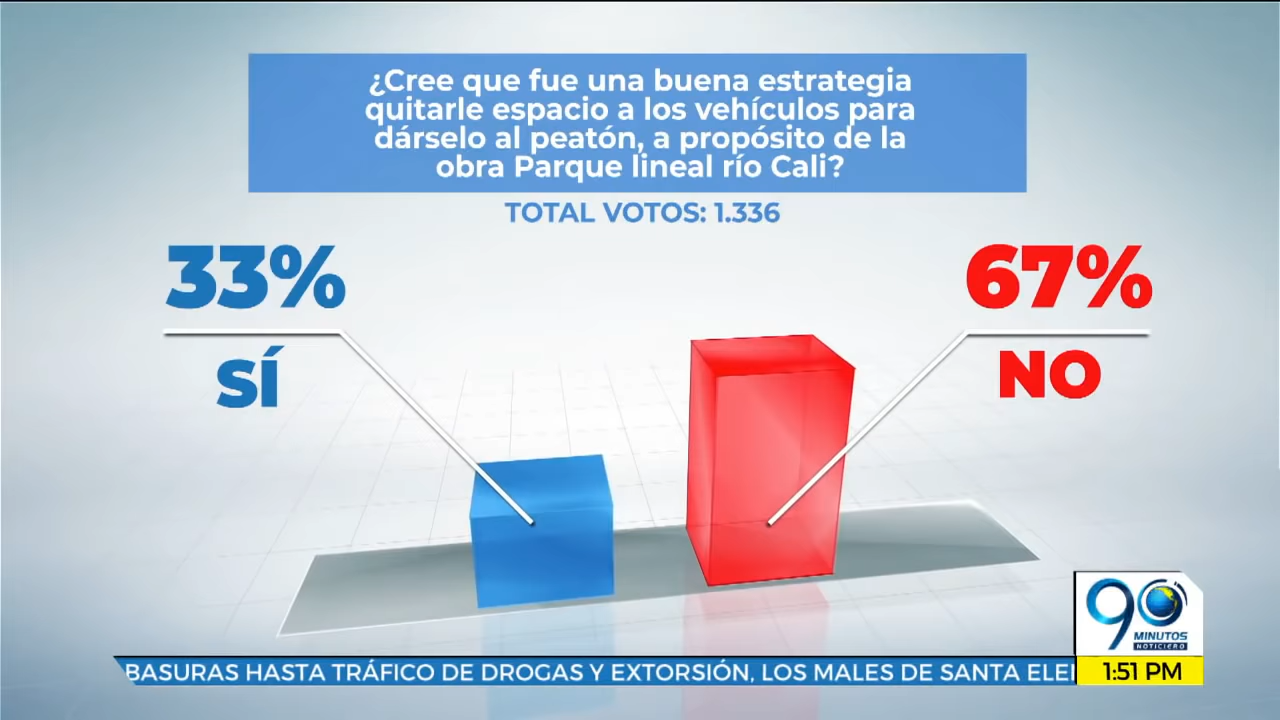 ¿Cree que fue una buena estrategia
quitarle espacio a los vehículos para
dárselo al peatón, a propósito de la
obra Parque lineal río Cali?
TOTAL VOTOS: 1.336
33%
SÍ
67%
NO
90
MINUTOS
NOTICIERO
BASURAS HASTA TRÁFICO DE DROGAS Y EXTORSIÓN, LOS MALES DE SANTA
1:51 PM